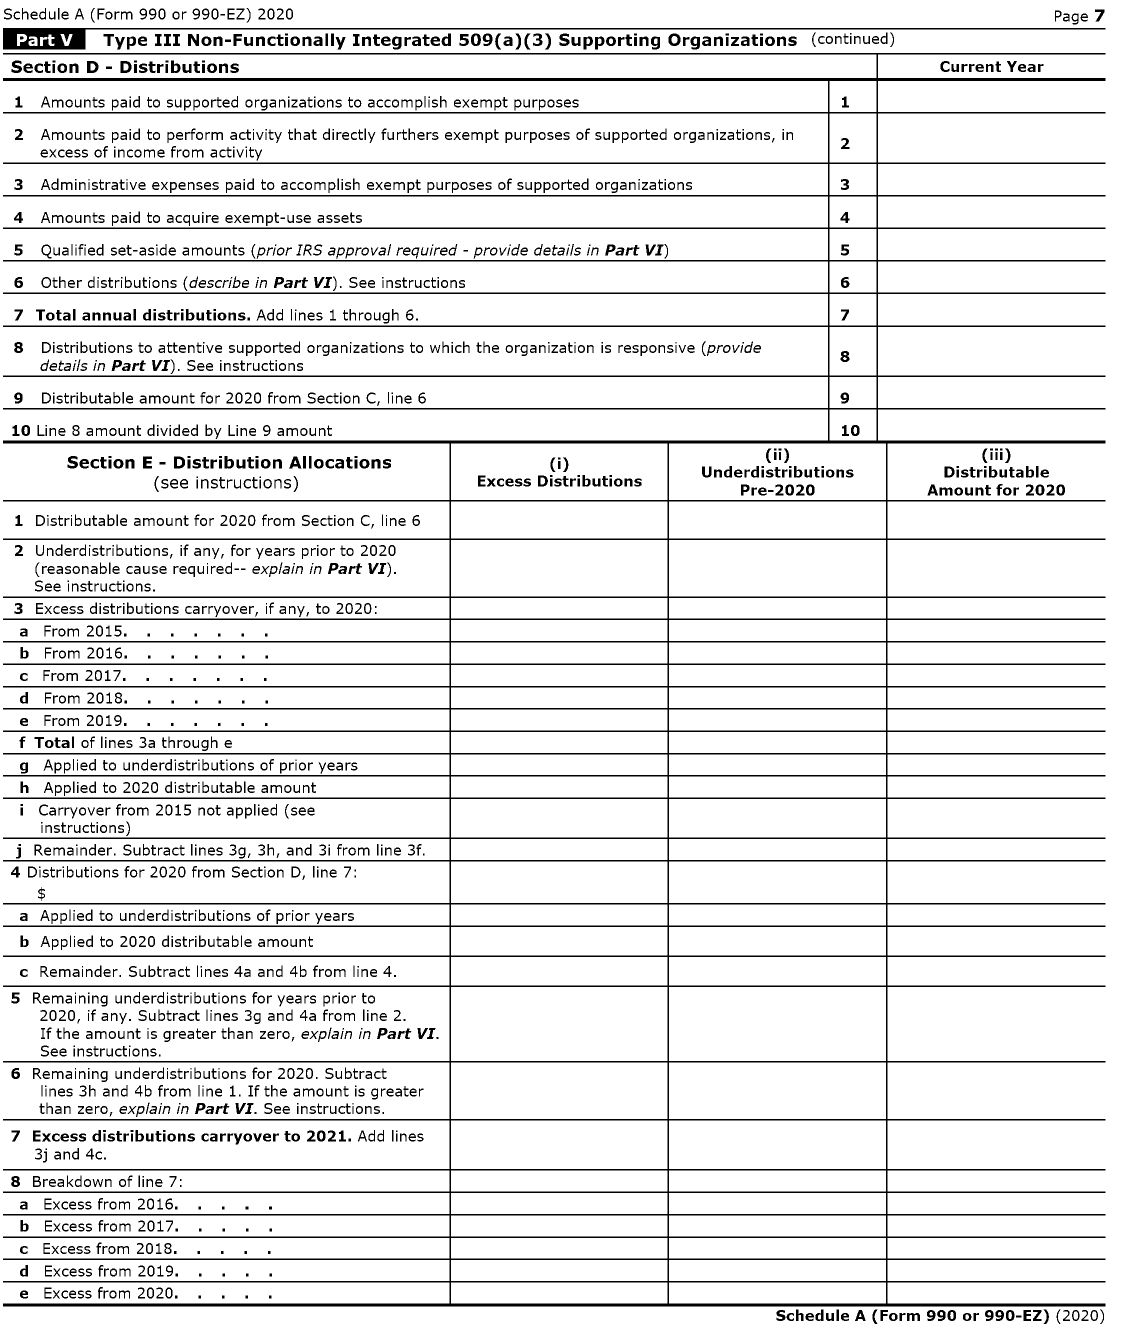 Schedule A (Form 990 or 990-EZ) 2020 Page 7
Part V Type III Non-Functionally Integrated 509(a)(3) Supporting Organizations (continued)
Section D - Distributions Current Year
1 Amounts paid to supported organizations to accomplish exempt purposes 1
2 Amounts paid to perform activity that directly furthers exempt purposes of supported organizations, in
excess of income from activity 2
3 Administrative expenses paid to accomplish exempt purposes of supported organizations 3
4 Amounts paid to acquire exempt-use assets 4
5 Qualified set-aside amounts (prior IRS approval required - provide details in Part VI) 5
6 Other distributions (describe in Part VI). See instructions 6
7 Total annual distributions. Add lines 1 through 6. 7
8 Distributions to attentive supported organizations to which the organization is responsive (provide
details in Part VI). See instructions 8
9 Distributable amount for 2020 from Section C, line 6 9
10 Line 8 amount divided by Line 9 amount 10
Section E - Distribution Allocations
(see instructions)
(i)
Excess Distributions
(ii)
Underdistributions
Pre-2020
(iii)
Distributable
Amount for 2020
1 Distributable amount for 2020 from Section C, line 6
2 Underdistributions, if any, for years prior to 2020
(reasonable cause required-- explain in Part VI).
See instructions.
3 Excess distributions carryover, if any, to 2020:
a From 2015. . . . . . .
b From 2016. . . . . . .
c From 2017. . . . . . .
d From 2018. . . . . . .
e From 2019. . . . . . .
f Total of lines 3a through e
g Applied to underdistributions of prior years
h Applied to 2020 distributable amount
i Carryover from 2015 not applied (see
instructions)
j Remainder. Subtract lines 3g, 3h, and 3i from line 3f.
4 Distributions for 2020 from Section D, line 7:
$
a Applied to underdistributions of prior years
b Applied to 2020 distributable amount
c Remainder. Subtract lines 4a and 4b from line 4.
5 Remaining underdistributions for years prior to
2020, if any. Subtract lines 3g and 4a from line 2.
If the amount is greater than zero, explain in Part VI.
See instructions.
6 Remaining underdistributions for 2020. Subtract
lines 3h and 4b from line 1. If the amount is greater
than zero, explain in Part VI. See instructions.
7 Excess distributions carryover to 2021. Add lines
3j and 4c.
8 Breakdown of line 7:
a Excess from 2016. . . . .
b Excess from 2017. . . . .
c Excess from 2018. . . . .
d Excess from 2019. . . . .
e Excess from 2020. . . . .
Schedule A (Form 990 or 990-EZ) (2020)